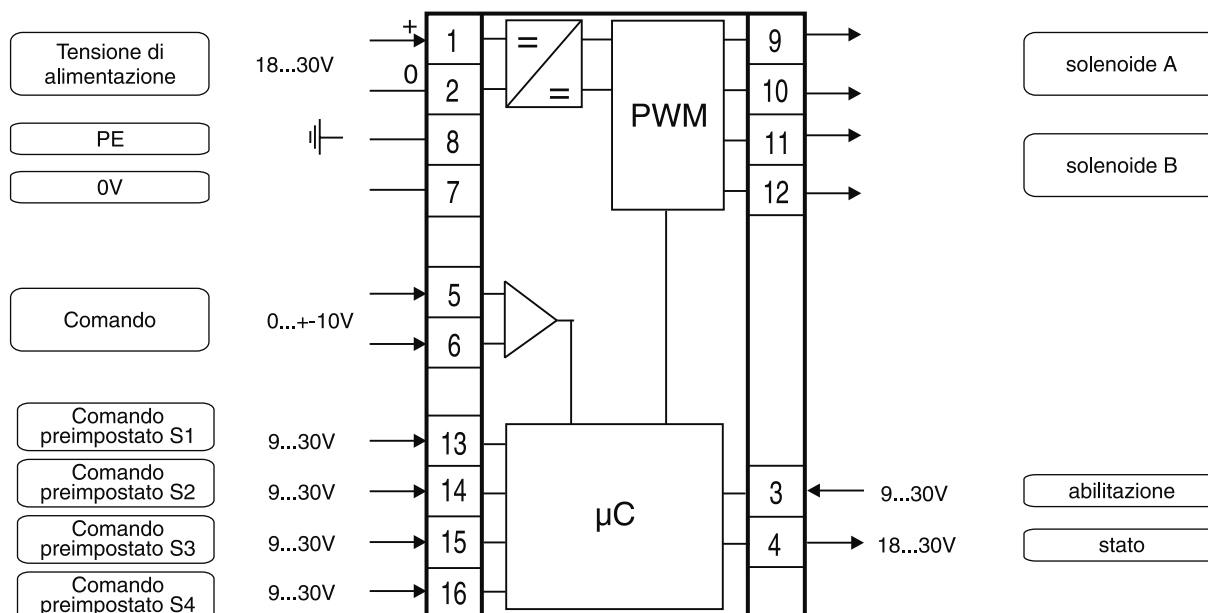 Tensione di
alimentazione
18...30V
+
0
1
2
=
=
PWM
9
10
solenoide A
PE
8
11
0V
7
12
solenoide B
Comando
0...+-10V
5
6
Comando
preimpostato S1
9...30V
13
Comando
preimpostato S2
9...30V
14
Comando
preimpostato S3
9...30V
15
Comando
preimpostato S4
9...30V
16
µC
3
9...30V
abilitazione
4
18...30V
stato